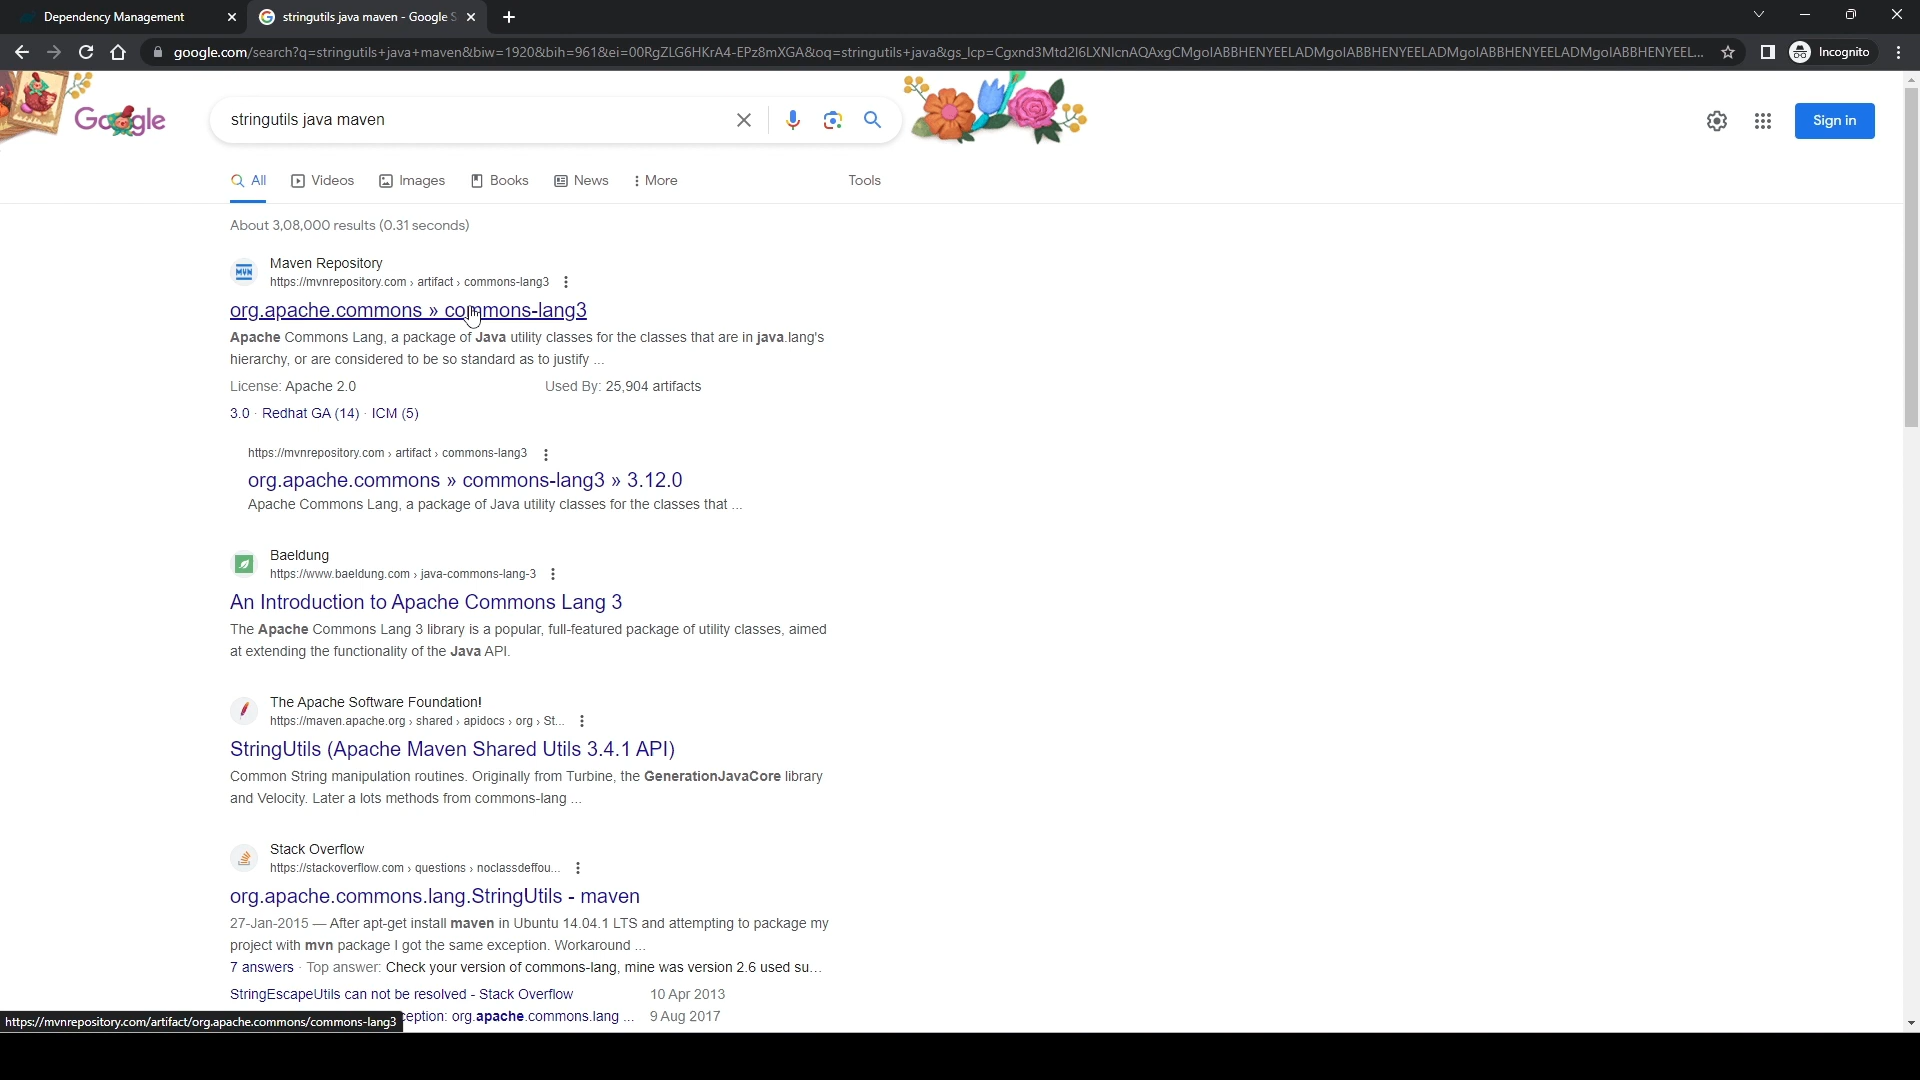 Dependency Management
stringutils java maven - Google S
google.com/search?q=stringutils+java+maven&biw=1920&bih=961&ei=00RgZLG6HKrA4-EPz8mXGA&oq=stringutils+java&gs_lcp=Cgxnd3Mtd2l6LXNlcnAQAxgCMgoIABBHENYEELADMgoIABBHENYEELADMgoIABBHENYEELADMgoIABBHENYEEL...
Incognito
Google
stringutils java maven
Sign in
All
Videos
Images
Books
News
More
Tools
About 3,08,000 results (0.31 seconds)
MVN
Maven Repository
https://mvnrepository.com › artifact › commons-lang3
org.apache.commons » commons-lang3
Apache Commons Lang, a package of Java utility classes for the classes that are in java.lang's
hierarchy, or are considered to be so standard as to justify ...
License: Apache 2.0
Used By: 25,904 artifacts
3.0 · Redhat GA (14) · ICM (5)
https://mvnrepository.com › artifact › commons-lang3
org.apache.commons » commons-lang3 » 3.12.0
Apache Commons Lang, a package of Java utility classes for the classes that ...
Baeldung
https://www.baeldung.com › java-commons-lang-3
An Introduction to Apache Commons Lang 3
The Apache Commons Lang 3 library is a popular, full-featured package of utility classes, aimed
at extending the functionality of the Java API.
The Apache Software Foundation!
https://maven.apache.org › shared › apidocs › org › St...
StringUtils (Apache Maven Shared Utils 3.4.1 API)
Common String manipulation routines. Originally from Turbine, the GenerationJavaCore library
and Velocity. Later a lots methods from commons-lang ...
Stack Overflow
https://stackoverflow.com › questions › noclassdeffou...
org.apache.commons.lang.StringUtils - maven
27-Jan-2015 — After apt-get install maven in Ubuntu 14.04.1 LTS and attempting to package my
project with mvn package I got the same exception. Workaround ...
7 answers · Top answer: Check your version of commons-lang, mine was version 2.6 used su...
StringEscapeUtils can not be resolved - Stack Overflow
10 Apr 2013
https://mvnrepository.com/artifact/org.apache.commons/commons-lang3
ception: org.apache.commons.lang ...
9 Aug 2017